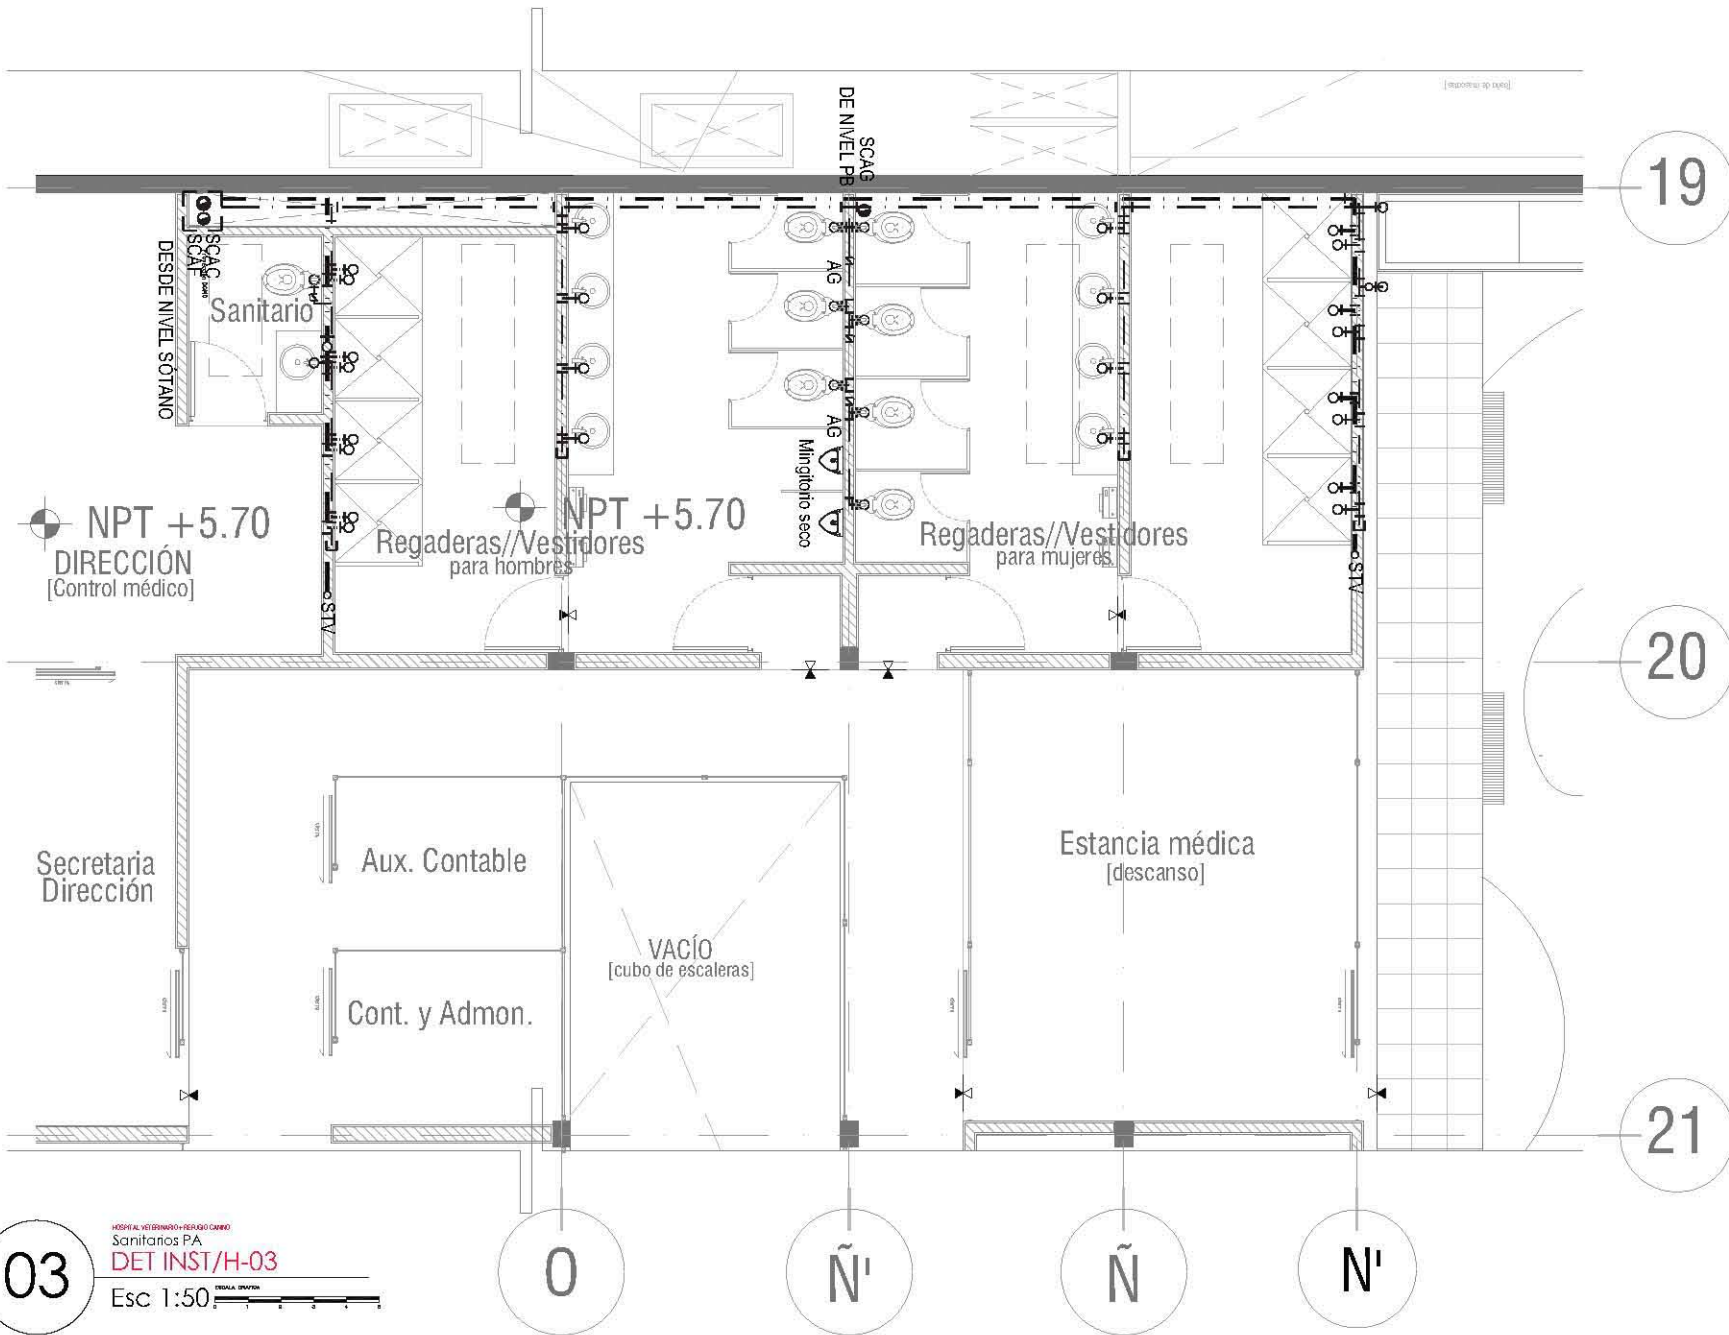 DE NIVEL PB
SCAG
19
SCAC
SCAF
DESDE NIVEL SÓTANO
Sanitario
AG
AG
Mingitorio seco
NPT +5.70
DIRECCIÓN
[Control médico]
NPT +5.70
Regaderas//Vestidores
para hombres
Regaderas//Vestidores
para mujeres
STV
STV
20
Secretaria
Dirección
Aux. Contable
Cont. y Admon.
VACÍO
[cubo de escaleras]
Estancia médica
[descanso]
21
03
HOSPITAL VETERINARIO+REFUGIO CANINO
Sanitarios PA
DET INST/H-03
Esc 1:50
ESCALA GRAFICA
O
Ñ'
Ñ
N'